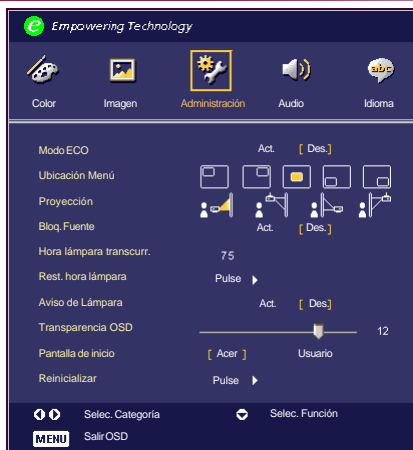 e Empowering Technology
Color Imagen Administración abc Audio Idioma
Modo ECO Act. [ Des.]
Ubicación Menú
Proyección
Bloq. Fuente Act. [ Des.]
Hora lámpara transcurr. 75
Rest. hora lámpara Pulse
Aviso de Lámpara Act. [ Des.]
Transparencia OSD 12
Pantalla de inicio [ Acer ] Usuario
Reinicializar Pulse
Selec. Categoría Selec. Función
MENU Salir OSD